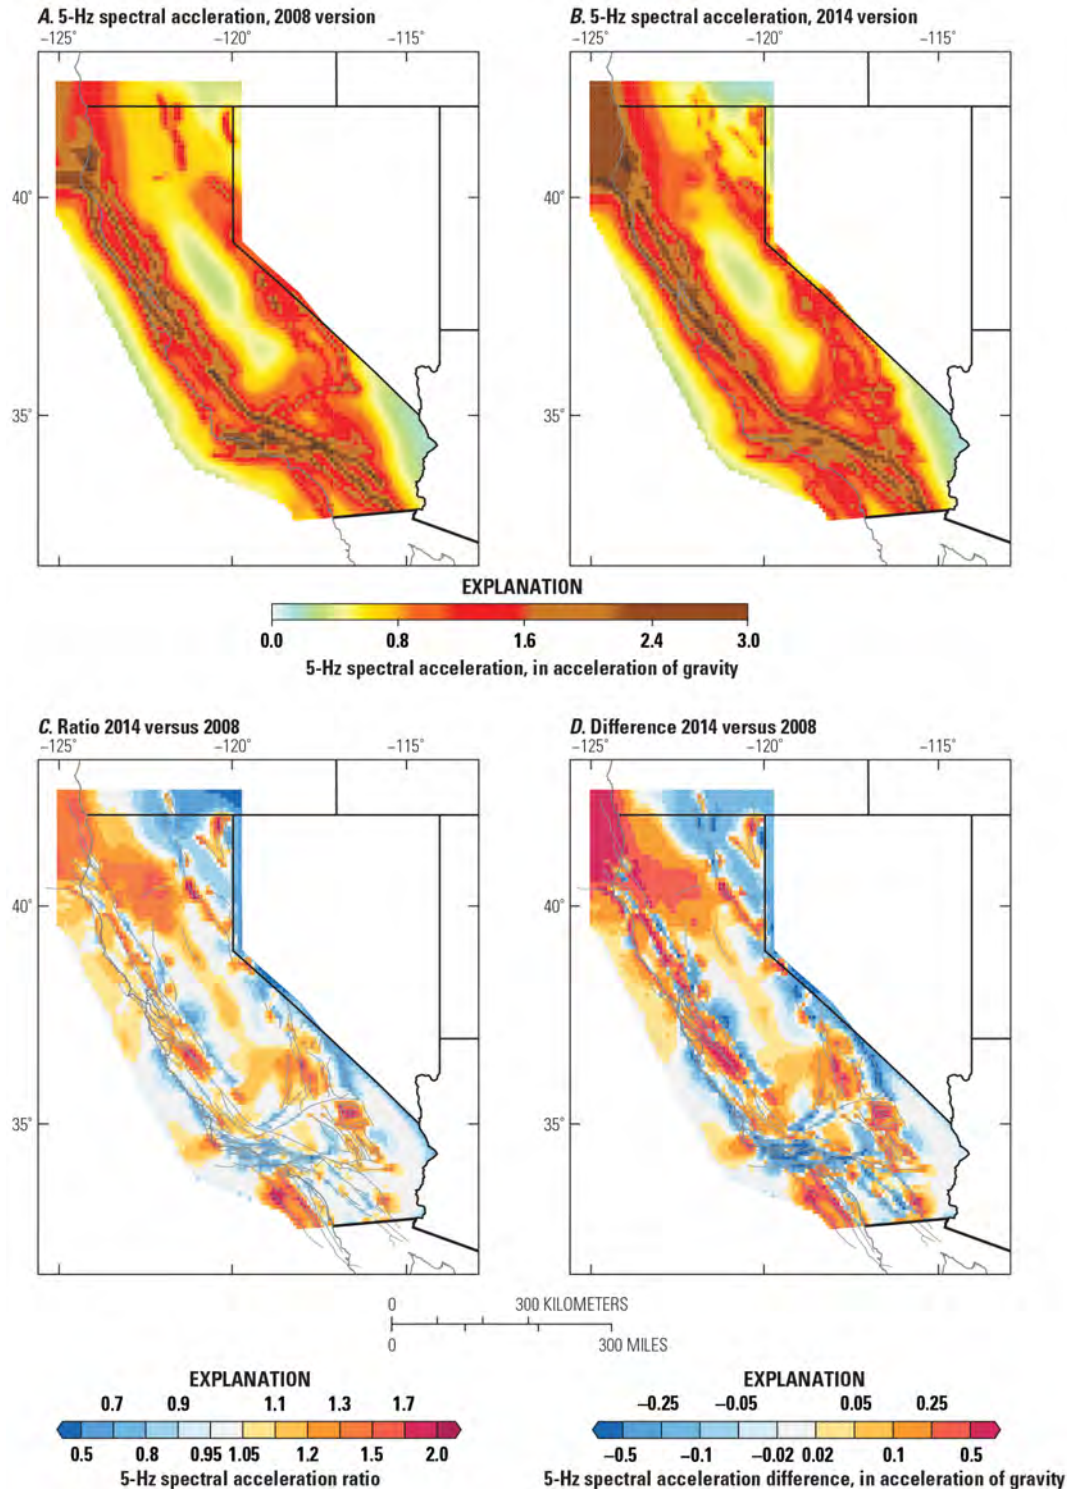 A. 5-Hz spectral accleration, 2008 version
−125° −120° −115°
40°
35°
B. 5-Hz spectral acceleration, 2014 version
−125° −120° −115°
40°
35°
EXPLANATION
0.0 0.8 1.6 2.4 3.0
5-Hz spectral acceleration, in acceleration of gravity
C. Ratio 2014 versus 2008
−125° −120° −115°
40°
35°
D. Difference 2014 versus 2008
−125° −120° −115°
40°
35°
0 300 KILOMETERS
0 300 MILES
EXPLANATION
0.7 0.9 1.1 1.3 1.7
0.5 0.8 0.95 1.05 1.2 1.5 2.0
5-Hz spectral acceleration ratio
EXPLANATION
−0.25 −0.05 0.05 0.25
−0.5 −0.1 −0.02 0.02 0.1 0.5
5-Hz spectral acceleration difference, in acceleration of gravity